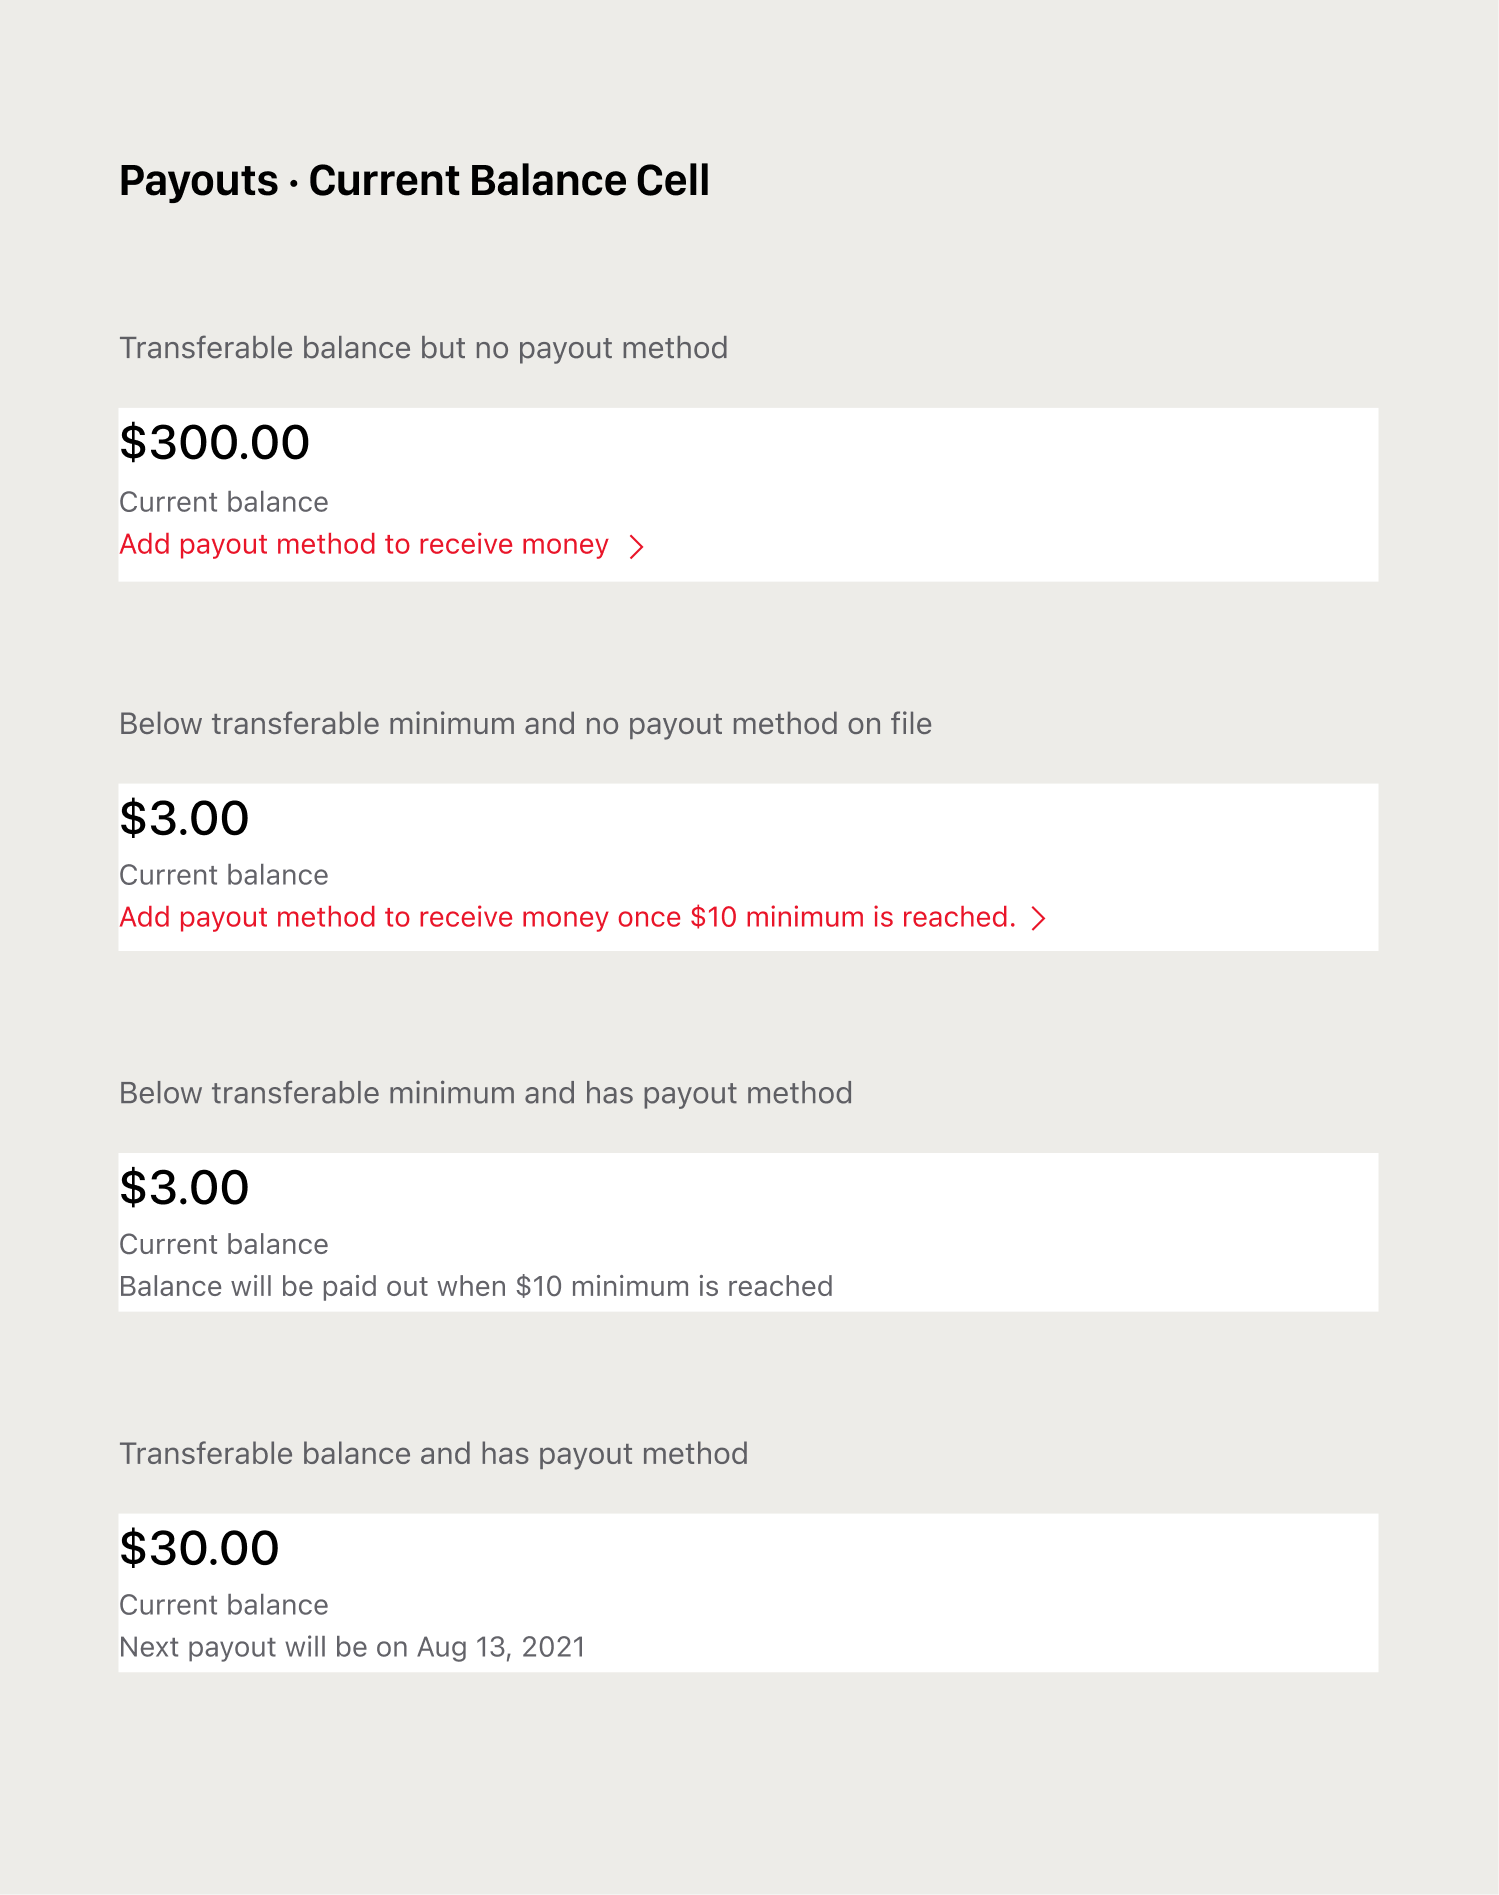 Payouts · Current Balance Cell
Transferable balance but no payout method
$300.00
Current balance
Add payout method to receive money
Below transferable minimum and no payout method on file
$3.00
Current balance
Add payout method to receive money once $10 minimum is reached.
Below transferable minimum and has payout method
$3.00
Current balance
Balance will be paid out when $10 minimum is reached
Transferable balance and has payout method
$30.00
Current balance
Next payout will be on Aug 13, 2021